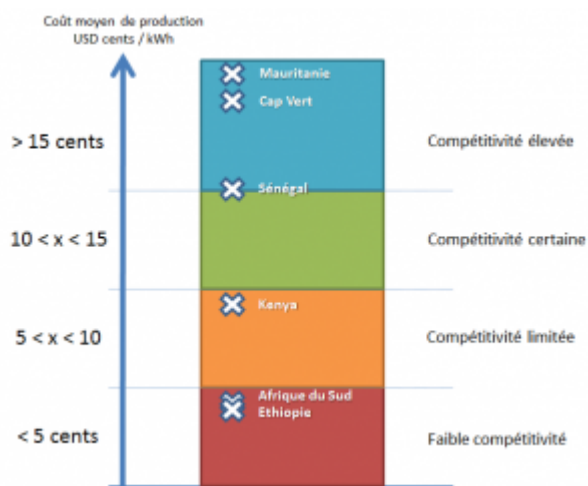 Coût moyen de production
USD cents / kWh
Mauritanie
Cap Vert
> 15 cents
Compétitivité élevée
Sénégal
10 < x < 15
Compétitivité certaine
Kenya
5 < x < 10
Compétitivité limitée
Afrique du Sud
Ethiopie
< 5 cents
Faible compétitivité